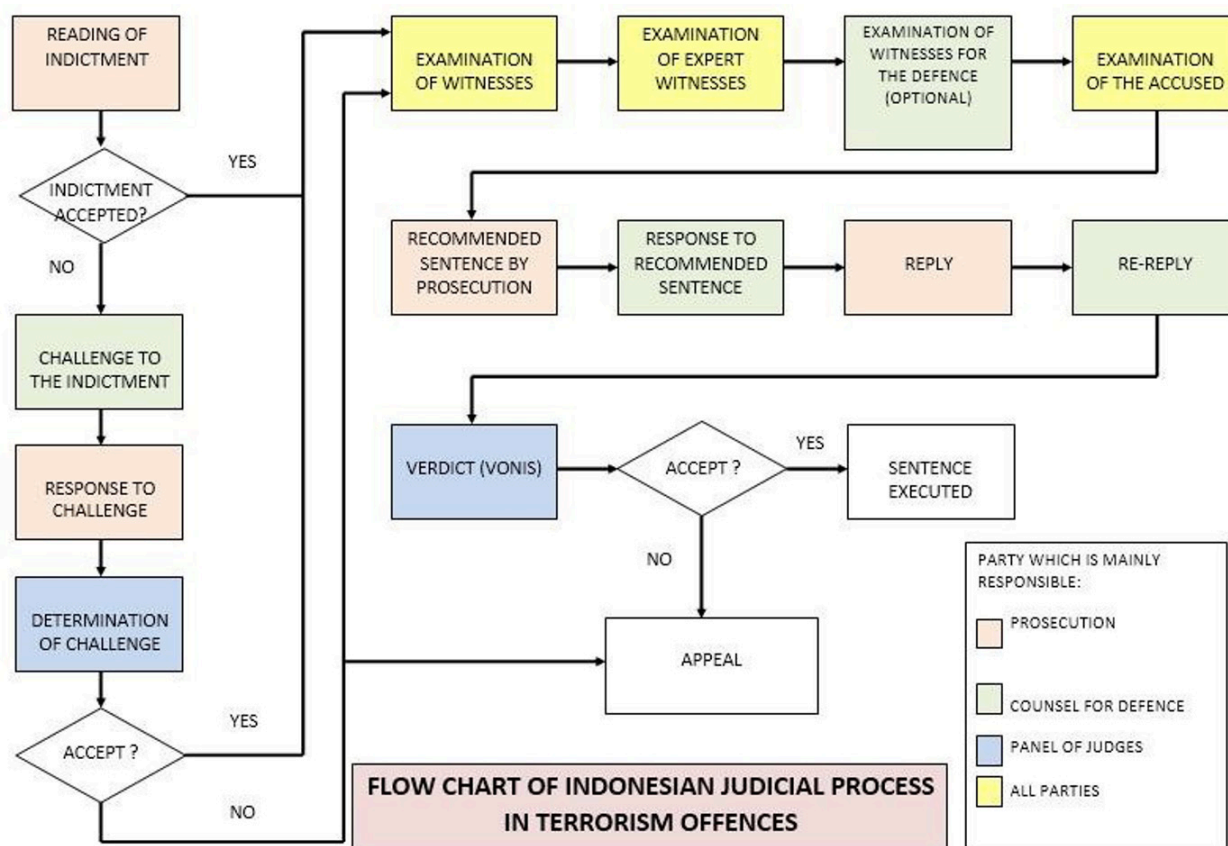 READING OF
INDICTMENT
INDICTMENT
ACCEPTED?
YES
NO
CHALLENGE TO
THE INDICTMENT
RESPONSE TO
CHALLENGE
DETERMINATION
OF CHALLENGE
ACCEPT ?
YES
NO
EXAMINATION
OF WITNESSES
EXAMINATION
OF EXPERT
WITNESSES
EXAMINATION OF
WITNESSES FOR
THE DEFENCE
(OPTIONAL)
EXAMINATION
OF THE ACCUSED
RECOMMENDED
SENTENCE BY
PROSECUTION
RESPONSE TO
RECOMMENDED
SENTENCE
REPLY
RE-REPLY
VERDICT (VONIS)
ACCEPT ?
YES
SENTENCE
EXECUTED
NO
APPEAL
PARTY WHICH IS MAINLY
RESPONSIBLE:
PROSECUTION
COUNSEL FOR DEFENCE
PANEL OF JUDGES
ALL PARTIES
FLOW CHART OF INDONESIAN JUDICIAL PROCESS
IN TERRORISM OFFENCES